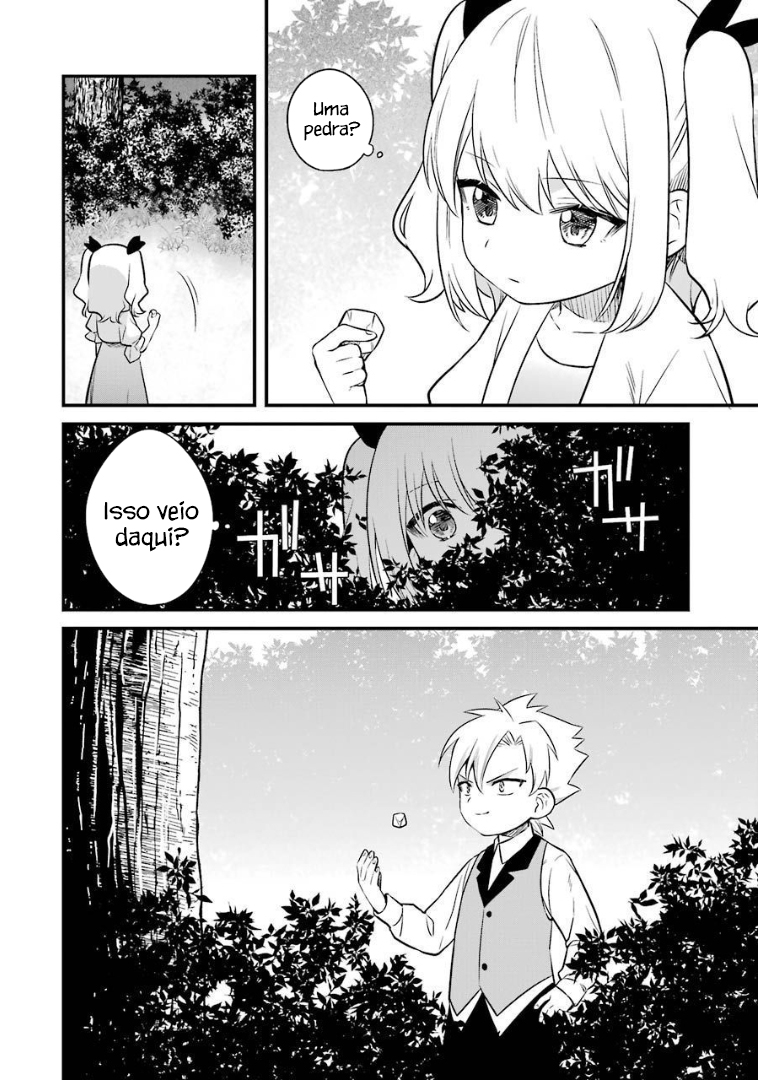 Uma
pedra?
Isso veio
daqui?
ガ
サ
ガ
サ